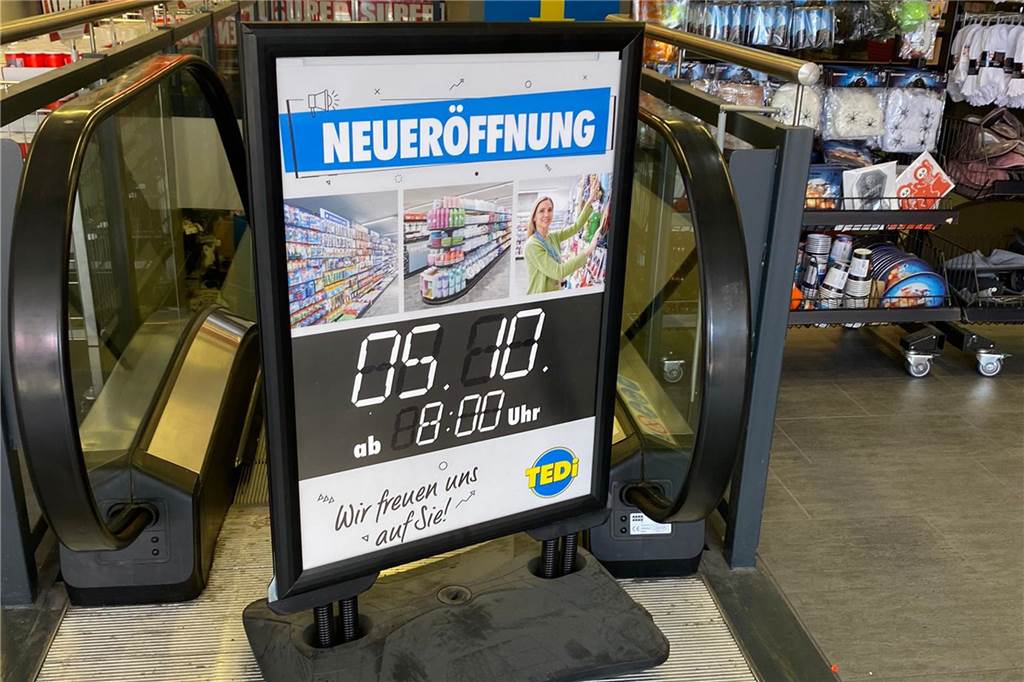 NEUERÖFFNUNG
05.10.
ab 8:00 Uhr
Wir freuen uns
auf Sie!
TEDi